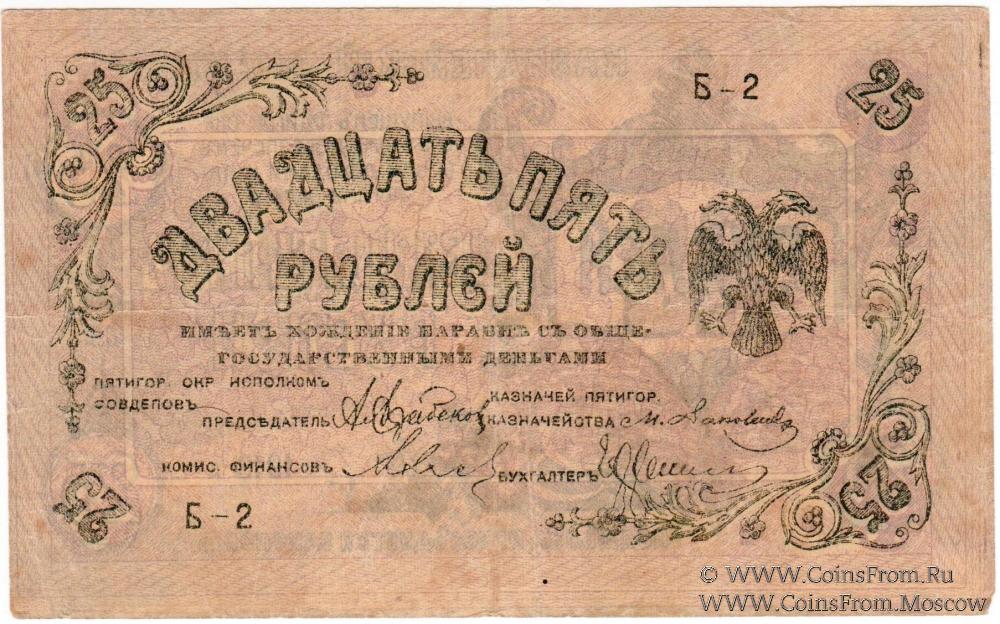 25
Б-2
25
ДВАДЦАТЬ ПЯТЬ
РУБЛЕЙ
ИМѢЕТЪ ХОЖДЕНІЕ НАРАВНѢ СЪ ОБЩЕ-
ГОСУДАРСТВЕННЫМИ ДЕНЬГАМИ
ПЯТИГОР. ОКР. ИСПОЛКОМЪ
СОВДЕПОВЪ
ПРЕДСѢДАТЕЛЬ
КАЗНАЧЕЙ ПЯТИГОР.
КАЗНАЧЕЙСТВА
КОМИС. ФИНАНСОВЪ
БУХГАЛТЕРЪ
25
Б-2
25
© WWW.CoinsFrom.Ru
WWW.CoinsFrom.Moscow